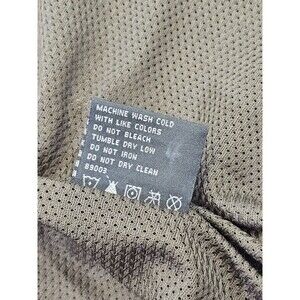 MACHINE WASH COLD
WITH LIKE COLORS
DO NOT BLEACH
TUMBLE DRY LOW
DO NOT IRON
DO NOT DRY CLEAN
89003